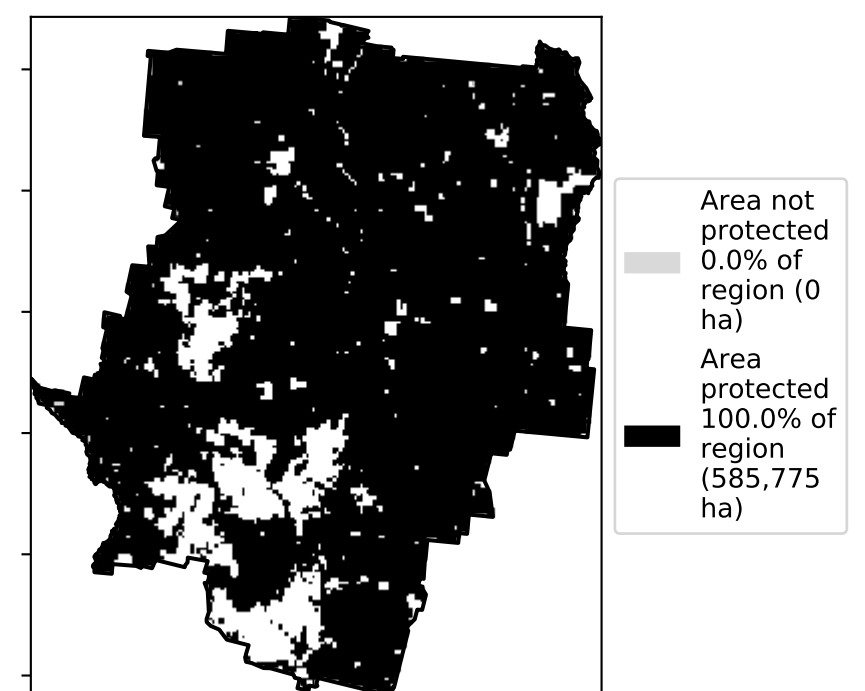 Area not
protected
0.0% of
region (0
ha)
Area
protected
100.0% of
region
(585,775
ha)